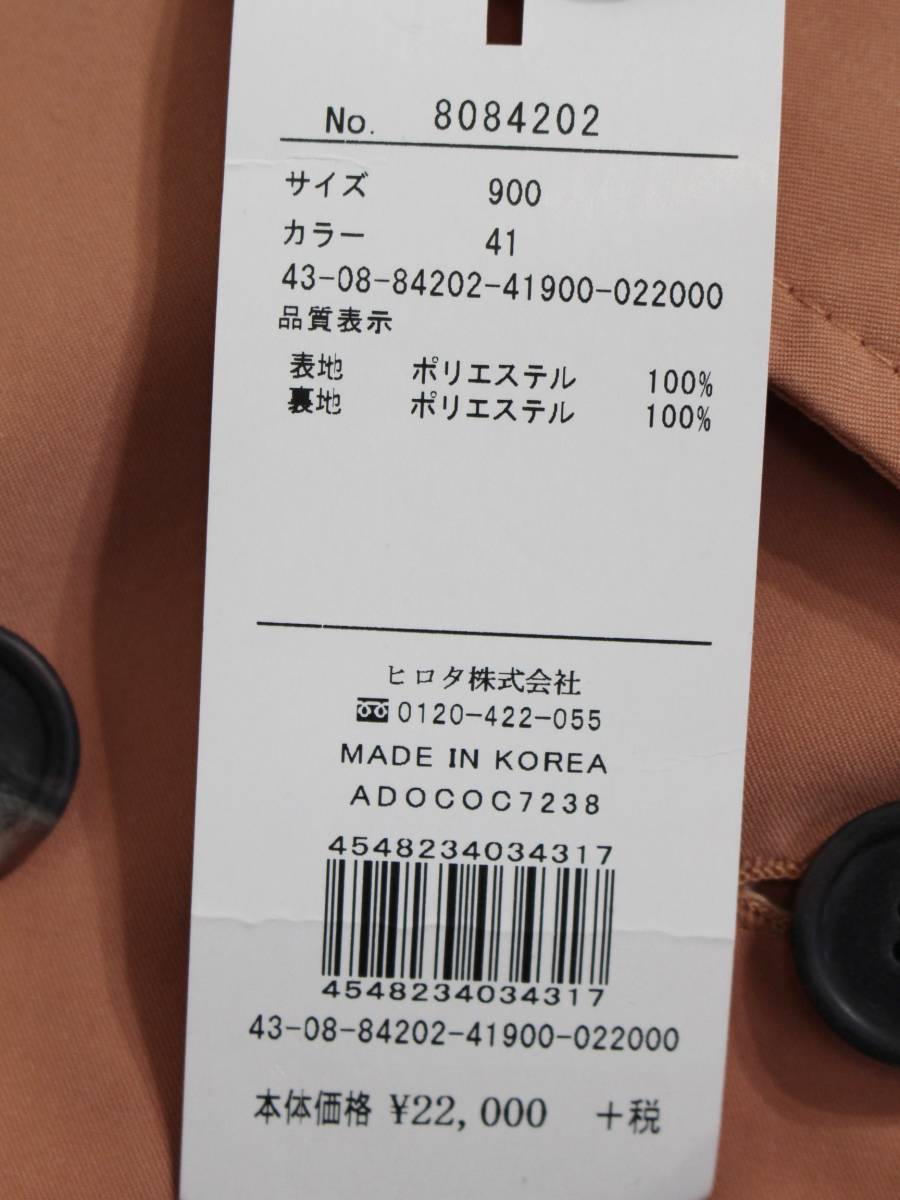 No. 8084202
サイズ 900
カラー 41
43-08-84202-41900-022000
品質表示
表地 ポリエステル 100%
裏地 ポリエステル 100%
ヒロタ株式会社
0120-422-055
MADE IN KOREA
ADOCOC7238
4548234034317
4548234034317
43-08-84202-41900-022000
本体価格 ¥22,000 +税